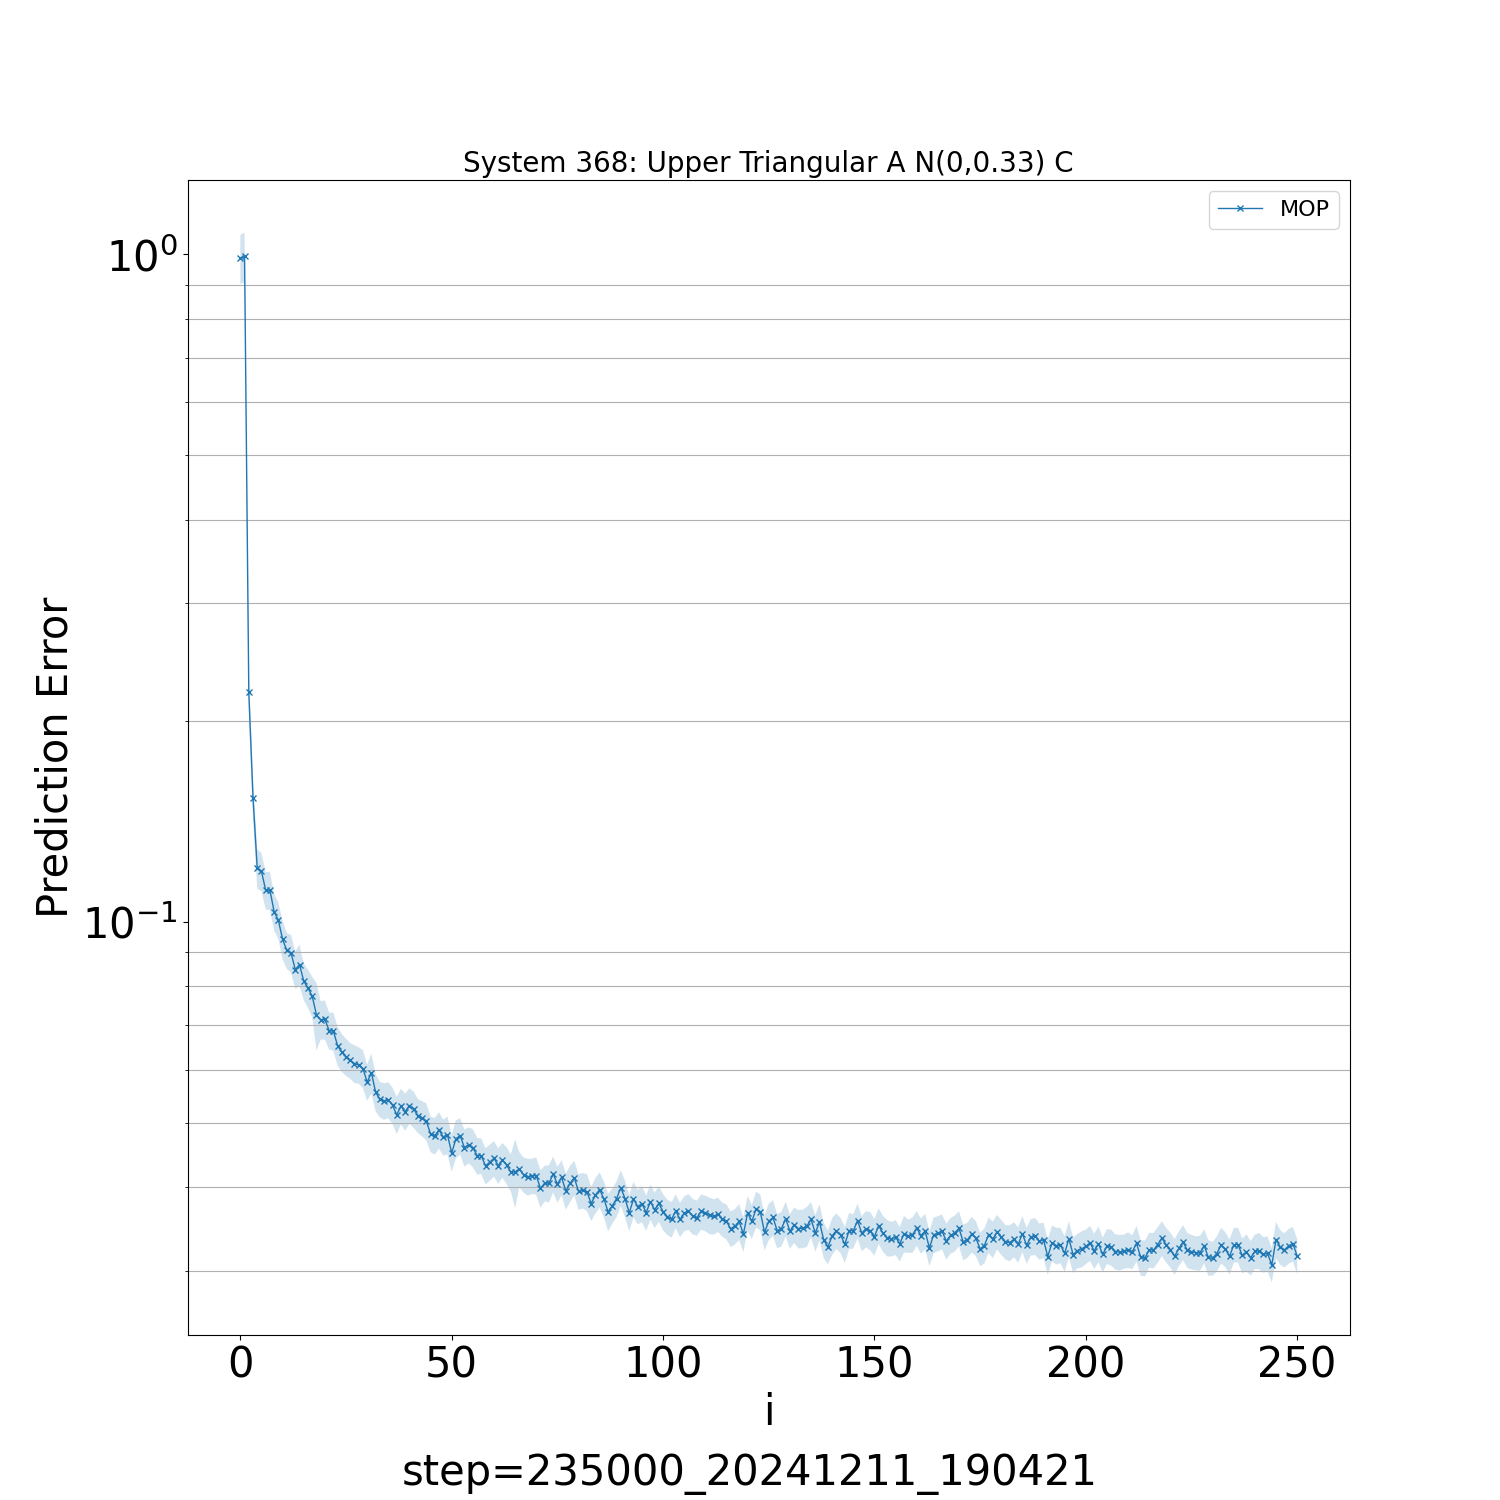 System 368: Upper Triangular A N(0,0.33) C
MOP
10⁰
10⁻¹
Prediction Error
0 50 100 150 200 250
i
step=235000_20241211_190421